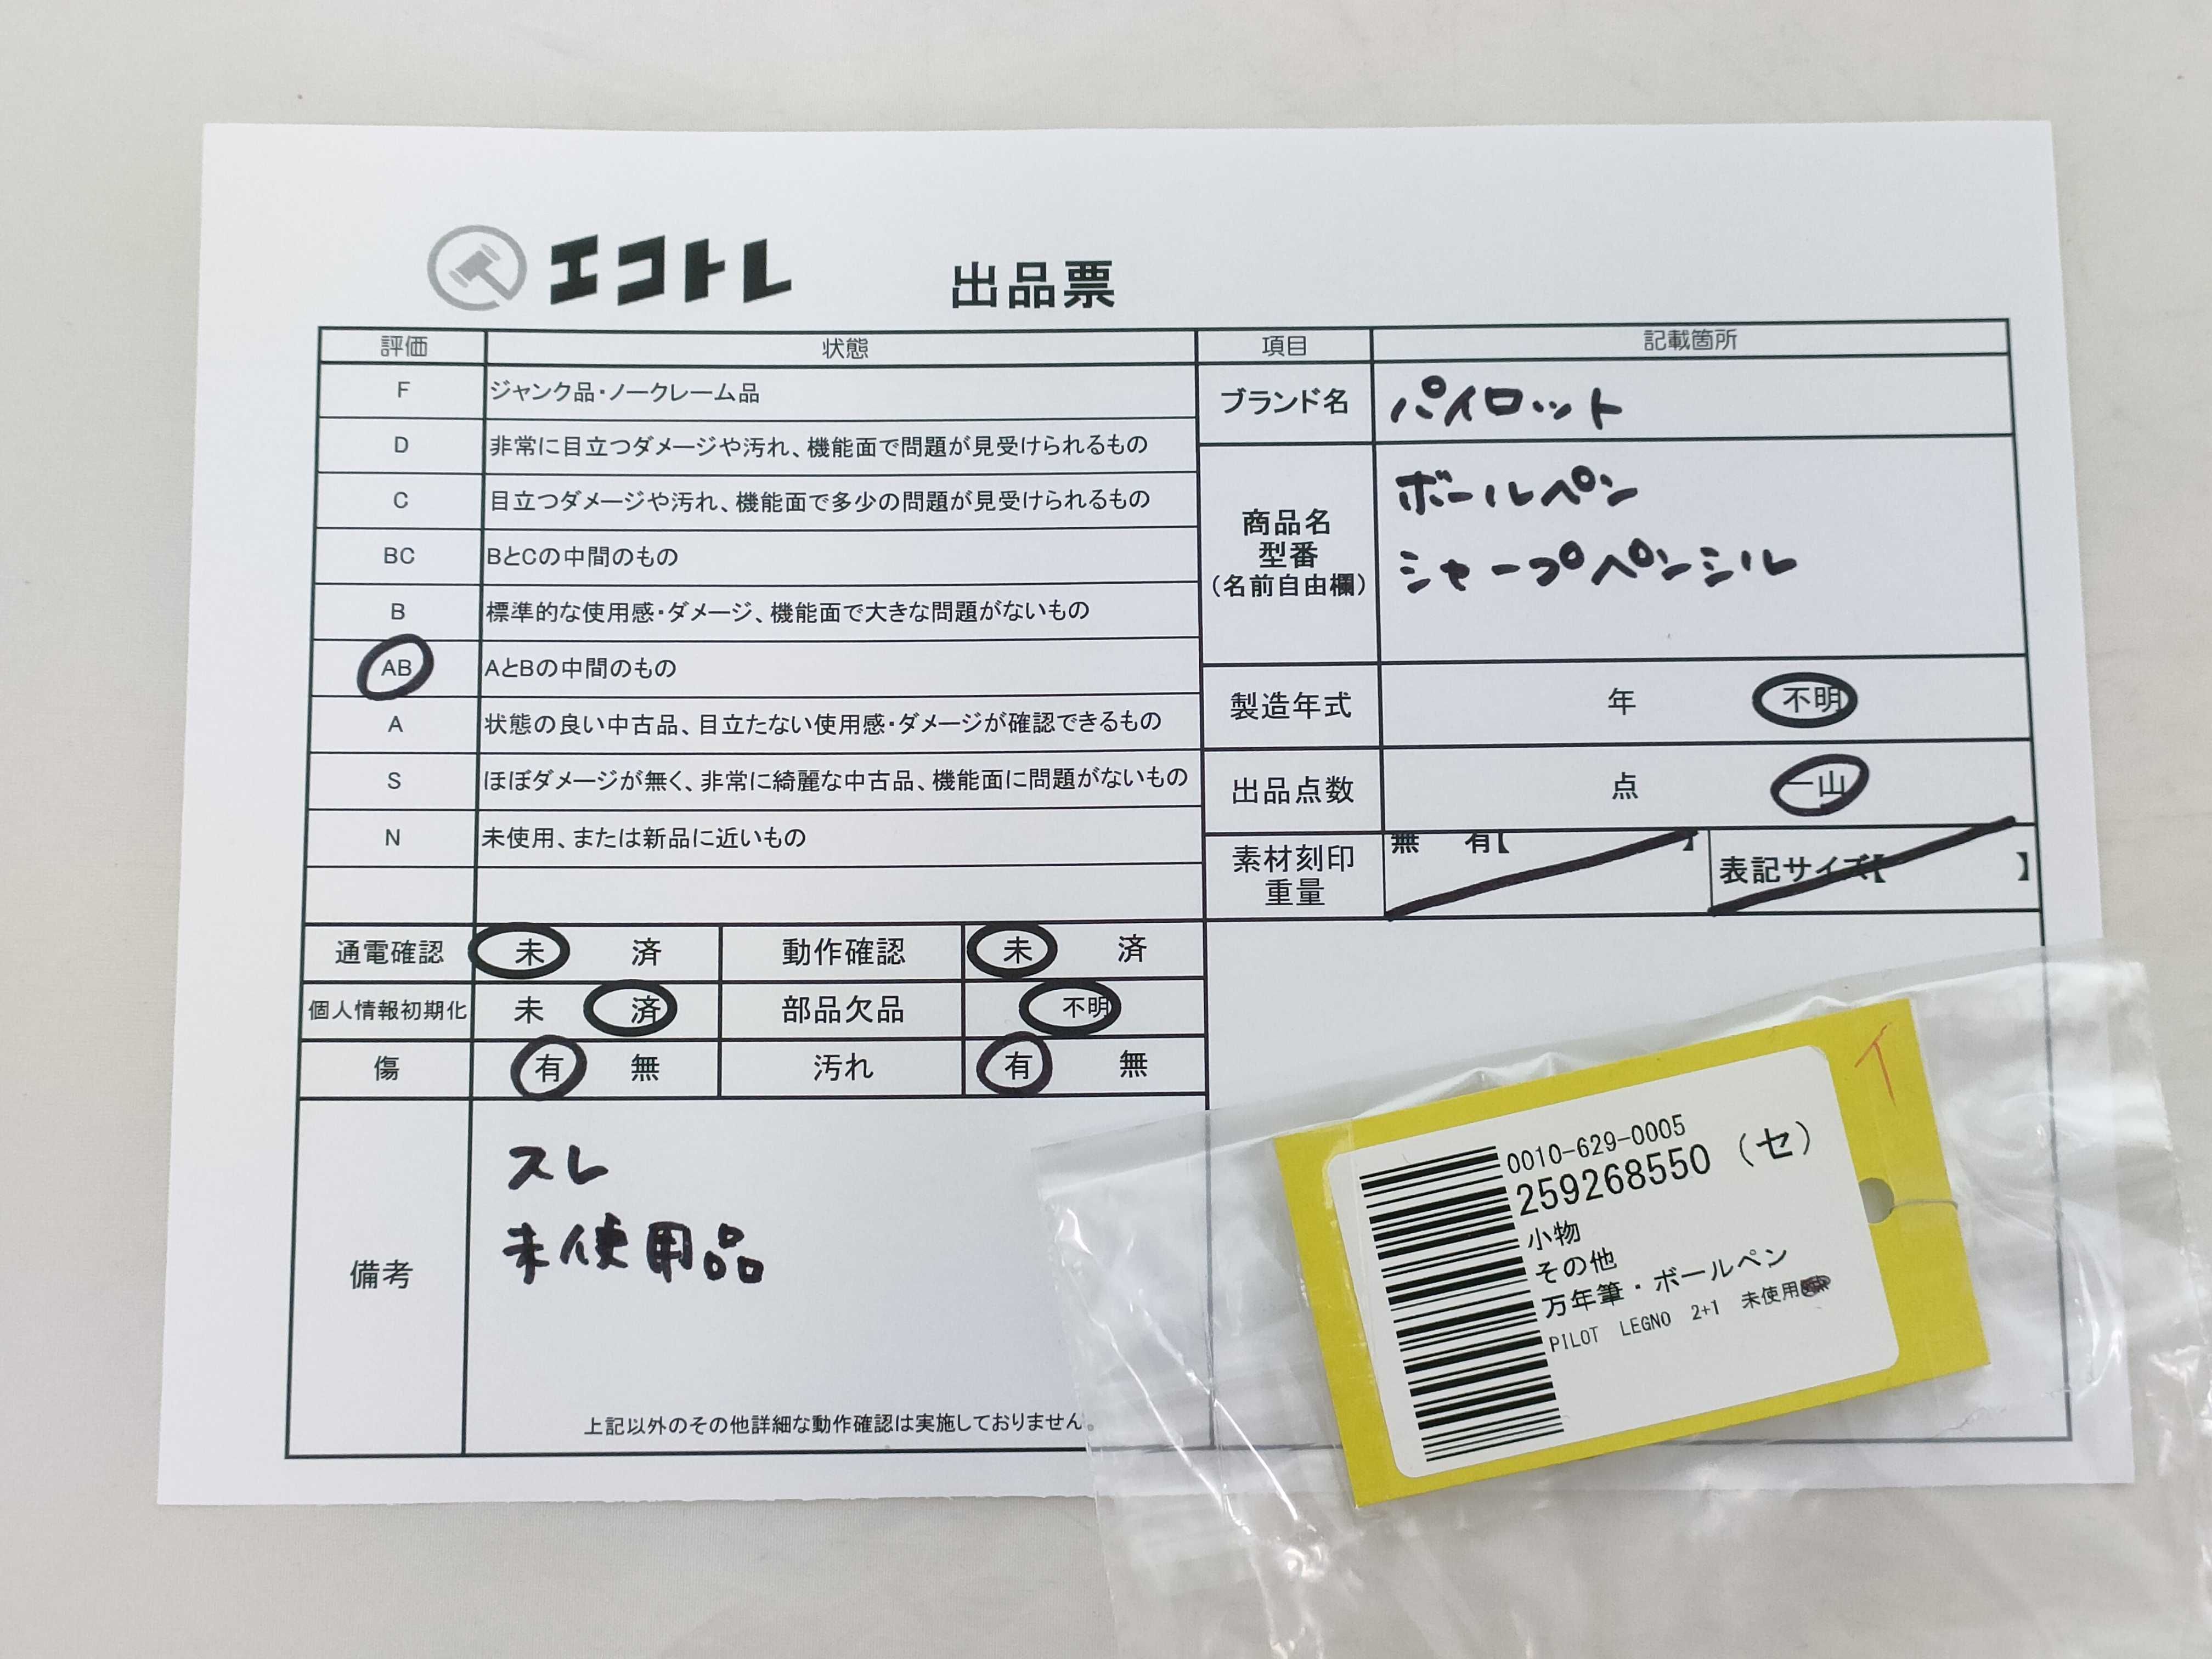 エコトレ 出品票
評価 状態
F ジャンク品・ノークレーム品
D 非常に目立つダメージや汚れ、機能面で問題が見受けられるもの
C 目立つダメージや汚れ、機能面で多少の問題が見受けられるもの
BC BとCの中間のもの
B 標準的な使用感・ダメージ、機能面で大きな問題がないもの
AB AとBの中間のもの
A 状態の良い中古品、目立たない使用感・ダメージが確認できるもの
S ほぼダメージが無く、非常に綺麗な中古品、機能面に問題がないもの
N 未使用、または新品に近いもの
項目 記載箇所
ブランド名 パイロット
商品名
型番
(名前自由欄)
ボールペン
シャープペンシル
製造年式 年 不明
出品点数 点 一山
素材刻印
重量
無 有【 】 表記サイズ【 】
通電確認 未 済 動作確認 未 済
個人情報初期化 未 済 部品欠品 不明
傷 有 無 汚れ 有 無
備考
スレ
未使用品
上記以外のその他詳細な動作確認は実施しておりません。
イ
0010-629-0005
259268550 (セ)
小物
その他
万年筆・ボールペン
PILOT LEGNO 2+1 未使用